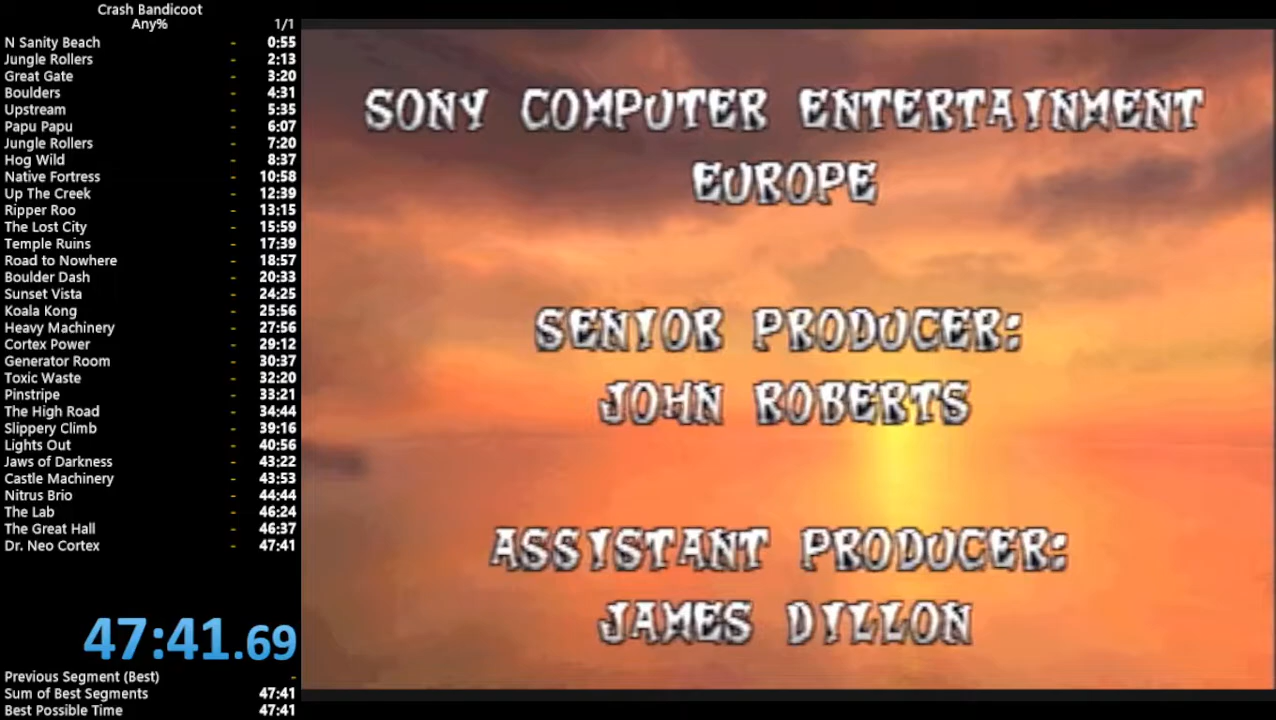 Crash Bandicoot
Any% 1/1
N Sanity Beach - 0:55
Jungle Rollers - 2:13
Great Gate - 3:20
Boulders - 4:31
Upstream - 5:35
Papu Papu - 6:07
Jungle Rollers - 7:20
Hog Wild - 8:37
Native Fortress - 10:58
Up The Creek - 12:39
Ripper Roo - 13:15
The Lost City - 15:59
Temple Ruins - 17:39
Road to Nowhere - 18:57
Boulder Dash - 20:33
Sunset Vista - 24:25
Koala Kong - 25:56
Heavy Machinery - 27:56
Cortex Power - 29:12
Generator Room - 30:37
Toxic Waste - 32:20
Pinstripe - 33:21
The High Road - 34:44
Slippery Climb - 39:16
Lights Out - 40:56
Jaws of Darkness - 43:22
Castle Machinery - 43:53
Nitrus Brio - 44:44
The Lab - 46:24
The Great Hall - 46:37
Dr. Neo Cortex - 47:41
47:41.69
Previous Segment (Best) -
Sum of Best Segments 47:41
Best Possible Time 47:41
SONY COMPUTER ENTERTAINMENT
EUROPE
SENIOR PRODUCER:
JOHN ROBERTS
ASSISTANT PRODUCER:
JAMES DILLON